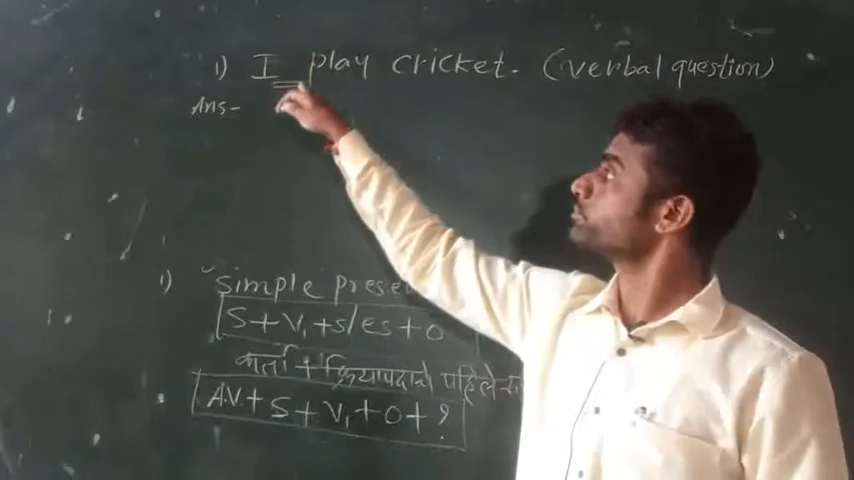 1) I play cricket. (verbal question)
Ans-
1) simple prese
S+V₁+s/es+o
कर्ता + क्रियापदाचे पहिले रूप
AV+S+V₁+o+?